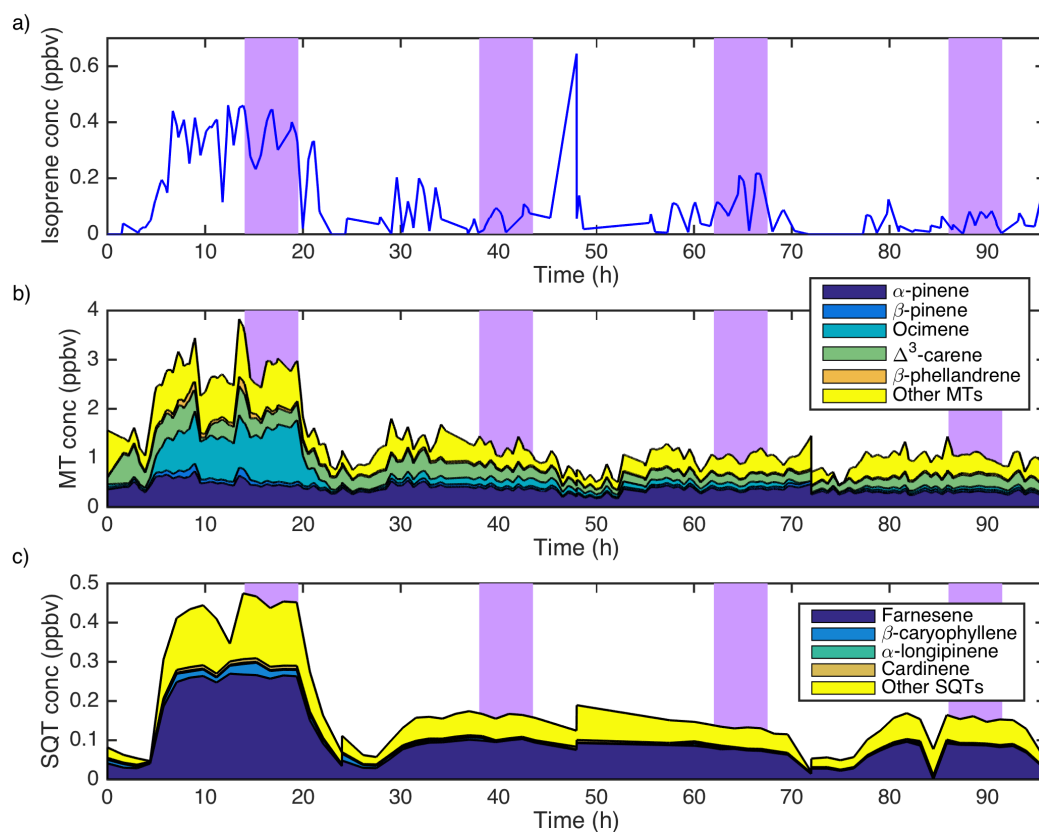 a)
Isoprene conc (ppbv)
0.6
0.4
0.2
0
0 10 20 30 40 50 60 70 80 90
Time (h)
b)
MT conc (ppbv)
4
3
2
1
0
α-pinene
β-pinene
Ocimene
Δ³-carene
β-phellandrene
Other MTs
0 10 20 30 40 50 60 70 80 90
Time (h)
c)
SQT conc (ppbv)
0.5
0.4
0.3
0.2
0.1
0
Farnesene
β-caryophyllene
α-longipinene
Cardinene
Other SQTs
0 10 20 30 40 50 60 70 80 90
Time (h)